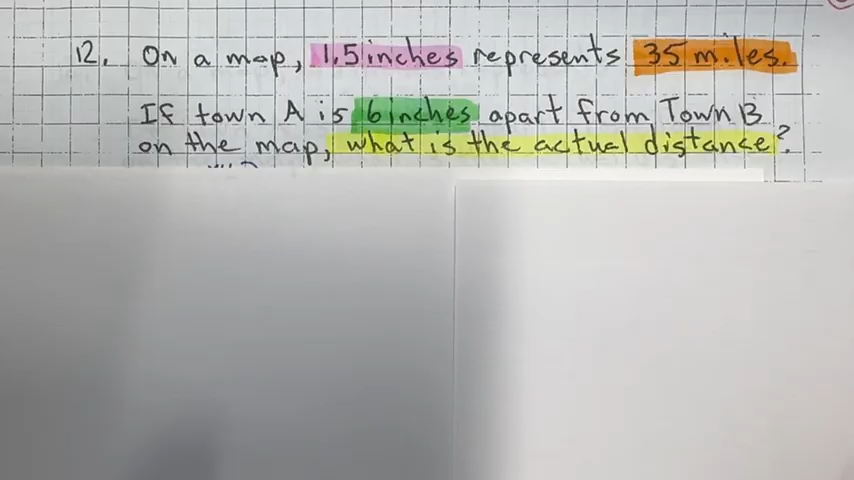 12. On a map, 1.5 inches represents 35 miles.
If town A is 6 inches apart from Town B
on the map, what is the actual distance?